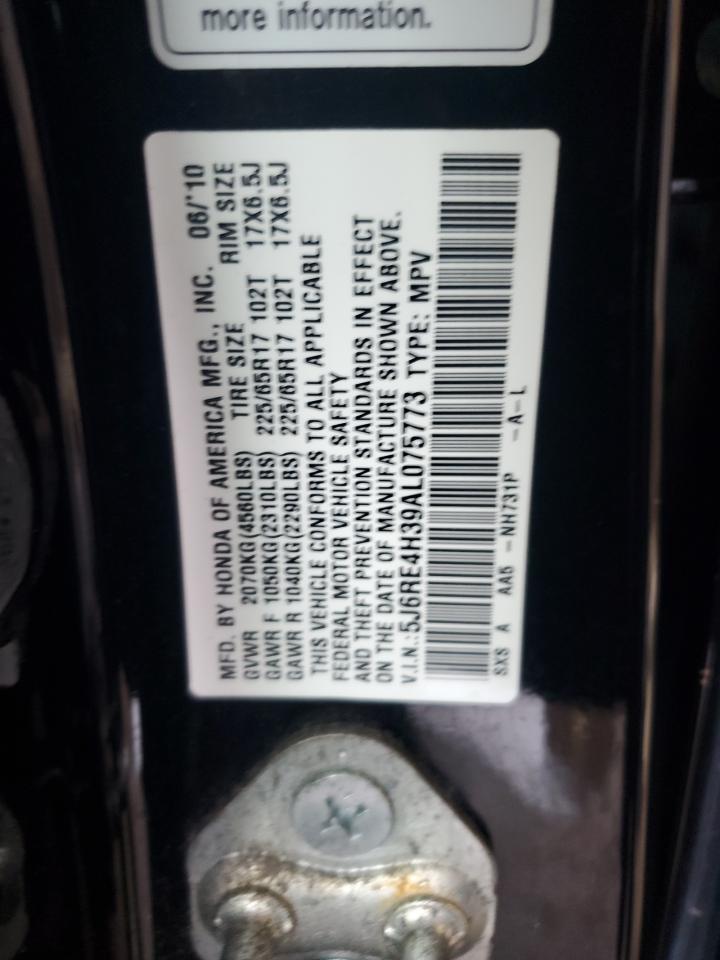 more information.
MFD. BY HONDA OF AMERICA MFG., INC. 06/'10
TIRE SIZE RIM SIZE
GVWR 2070KG(4560LBS)
GAWR F 1050KG(2310LBS) 225/65R17 102T 17X6.5J
GAWR R 1040KG(2290LBS) 225/65R17 102T 17X6.5J
THIS VEHICLE CONFORMS TO ALL APPLICABLE
FEDERAL MOTOR VEHICLE SAFETY
AND THEFT PREVENTION STANDARDS IN EFFECT
ON THE DATE OF MANUFACTURE SHOWN ABOVE.
V.I.N.:5J6RE4H39AL075773 TYPE: MPV
SXS A AA5 -NH731P -A-L